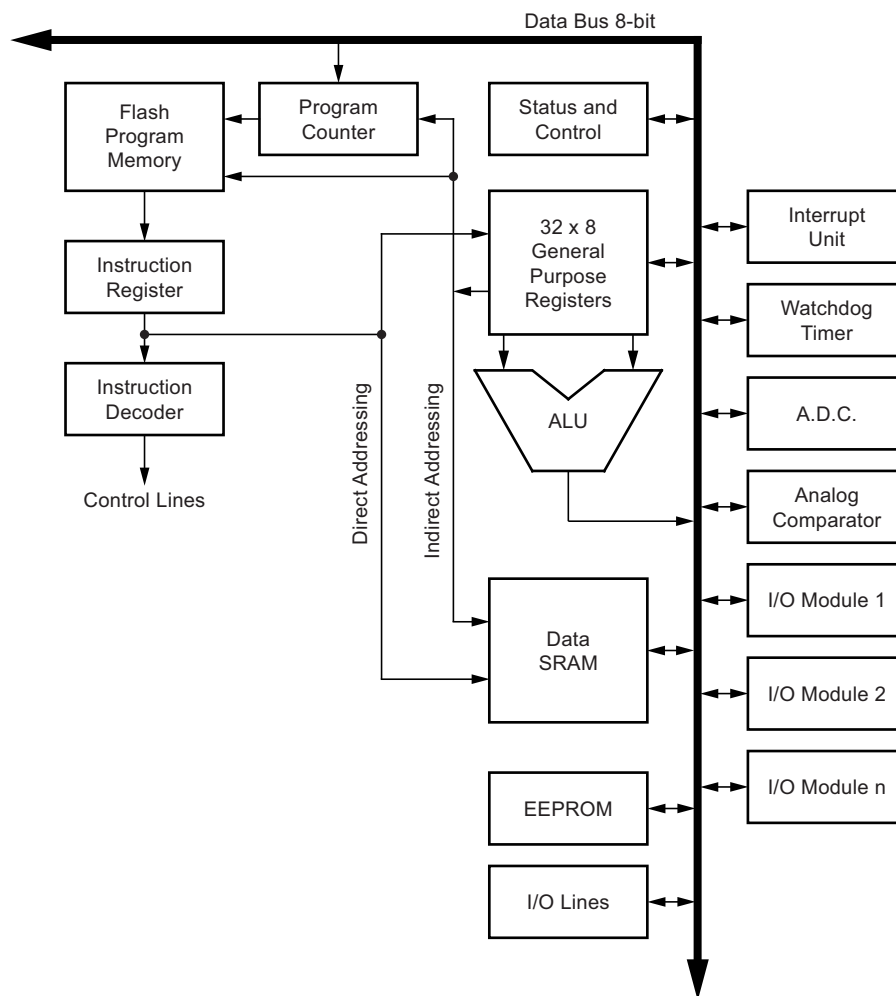 Data Bus 8-bit
Flash
Program
Memory
Program
Counter
Status and
Control
32 x 8
General
Purpose
Registers
Interrupt
Unit
Instruction
Register
Watchdog
Timer
Instruction
Decoder
ALU
A.D.C.
Control Lines
Direct Addressing
Indirect Addressing
Analog
Comparator
I/O Module 1
Data
SRAM
I/O Module 2
I/O Module n
EEPROM
I/O Lines